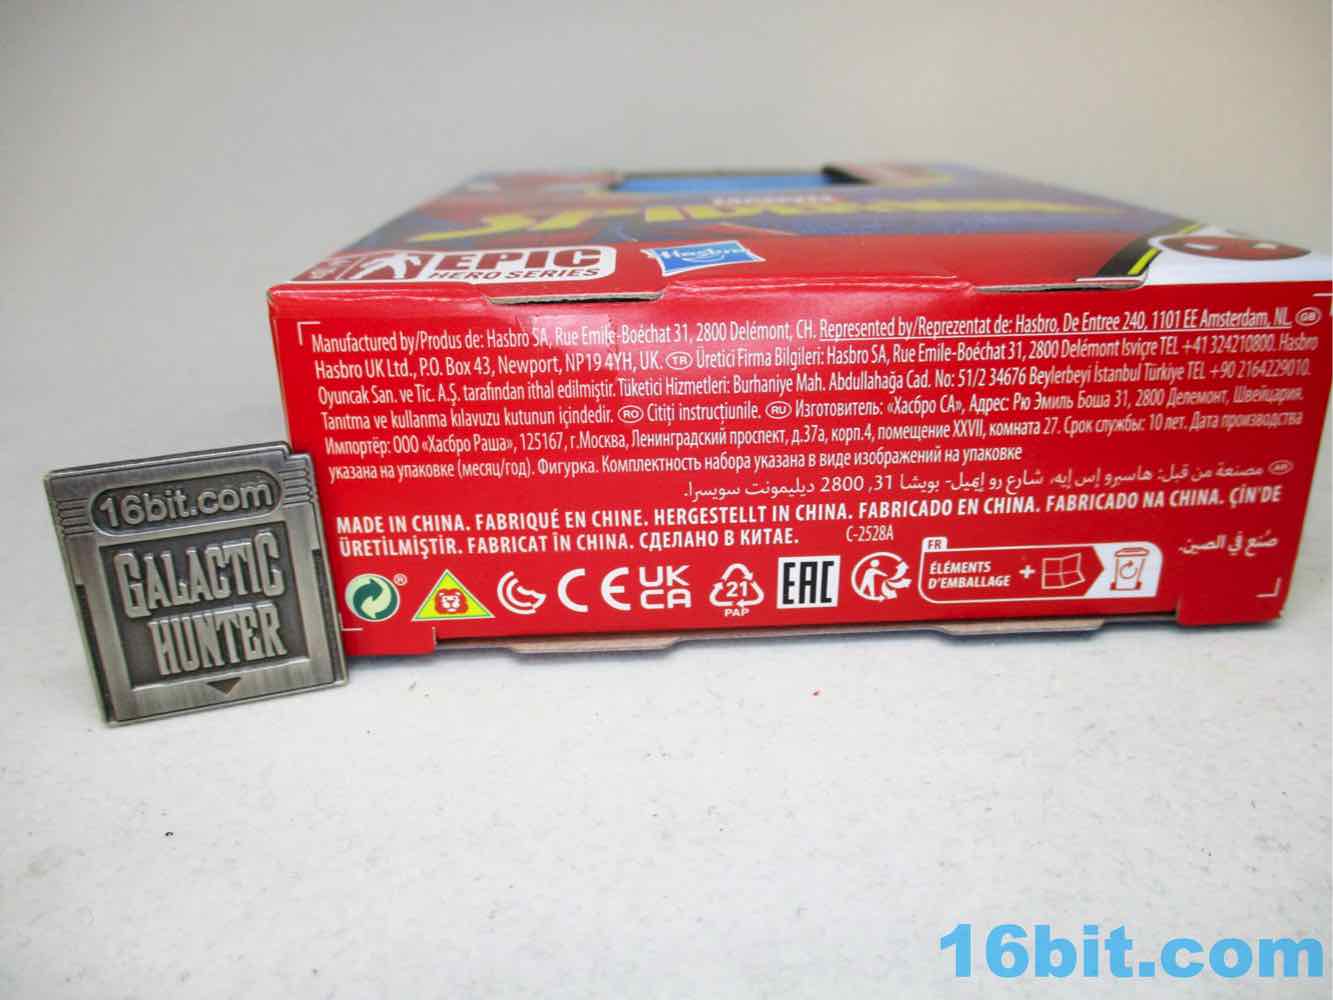 SPIDER-MAN
EPIC
HERO SERIES
Hasbro
Manufactured by/Produs de: Hasbro SA, Rue Emile-Boéchat 31, 2800 Delémont, CH. Represented by/Reprezentat de: Hasbro, De Entree 240, 1101 EE Amsterdam, NL. GB
Hasbro UK Ltd., P.O. Box 43, Newport, NP19 4YH, UK. TR Üretici Firma Bilgileri: Hasbro SA, Rue Emile-Boéchat 31, 2800 Delémont Isviçre TEL +41 324210800. Hasbro
Oyuncak San. ve Tic. A.Ş. tarafından ithal edilmiştir. Tüketici Hizmetleri: Burhaniye Mah. Abdullahağa Cad. No: 51/2 34676 Beylerbeyi Istanbul Türkiye TEL +90 2164229010.
Tanıtma ve kullanma kılavuzu kutunun içindedir. RO Citiți instrucțiunile. RU Изготовитель: «Хасбро СА», Адрес: Рю Эмиль Боша 31, 2800 Делемонт, Швейцария.
Импортёр: ООО «Хасбро Раша», 125167, г.Москва, Ленинградский проспект, д.37а, корп.4, помещение XXVII, комната 27. Срок службы: 10 лет. Дата производства
указана на упаковке (месяц/год). Фигурка. Комплектность набора указана в виде изображений на упаковке
AR مصنعة من قبل: هاسبرو إس إيه، شارع رو إيميل- بويشا 31, 2800 ديليمونت سويسرا.
MADE IN CHINA. FABRIQUÉ EN CHINE. HERGESTELLT IN CHINA. FABRICADO EN CHINA. FABRICADO NA CHINA. ÇİN'DE
ÜRETİLMİŞTİR. FABRICAT ÎN CHINA. СДЕЛАНО В КИТАЕ. C-2528A
صُنع في الصين.
® CE UK CA 21 PAP EAC
FR
ÉLÉMENTS
D'EMBALLAGE +
16bit.com
GALACTIC
HUNTER
16bit.com